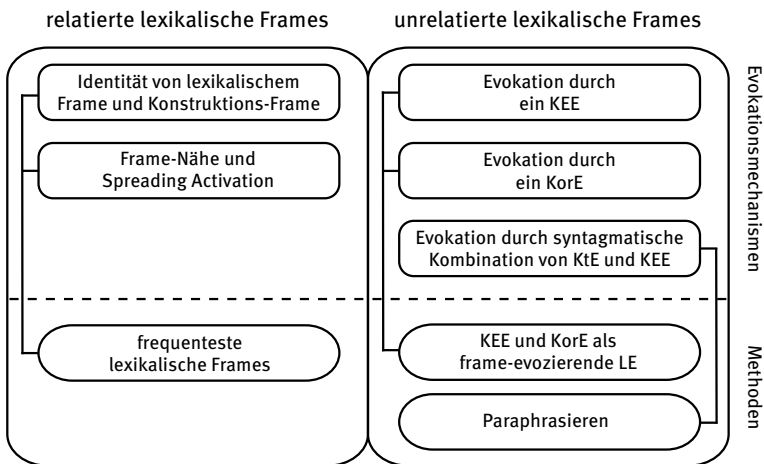 relatierte lexikalische Frames
unrelatierte lexikalische Frames
Identität von lexikalischem
Frame und Konstruktions-Frame
Frame-Nähe und
Spreading Activation
frequenteste
lexikalische Frames
Evokation durch
ein KEE
Evokation durch
ein KorE
Evokation durch syntagmatische
Kombination von KtE und KEE
KEE und KorE als
frame-evozierende LE
Paraphrasieren
Evokationsmechanismen
Methoden